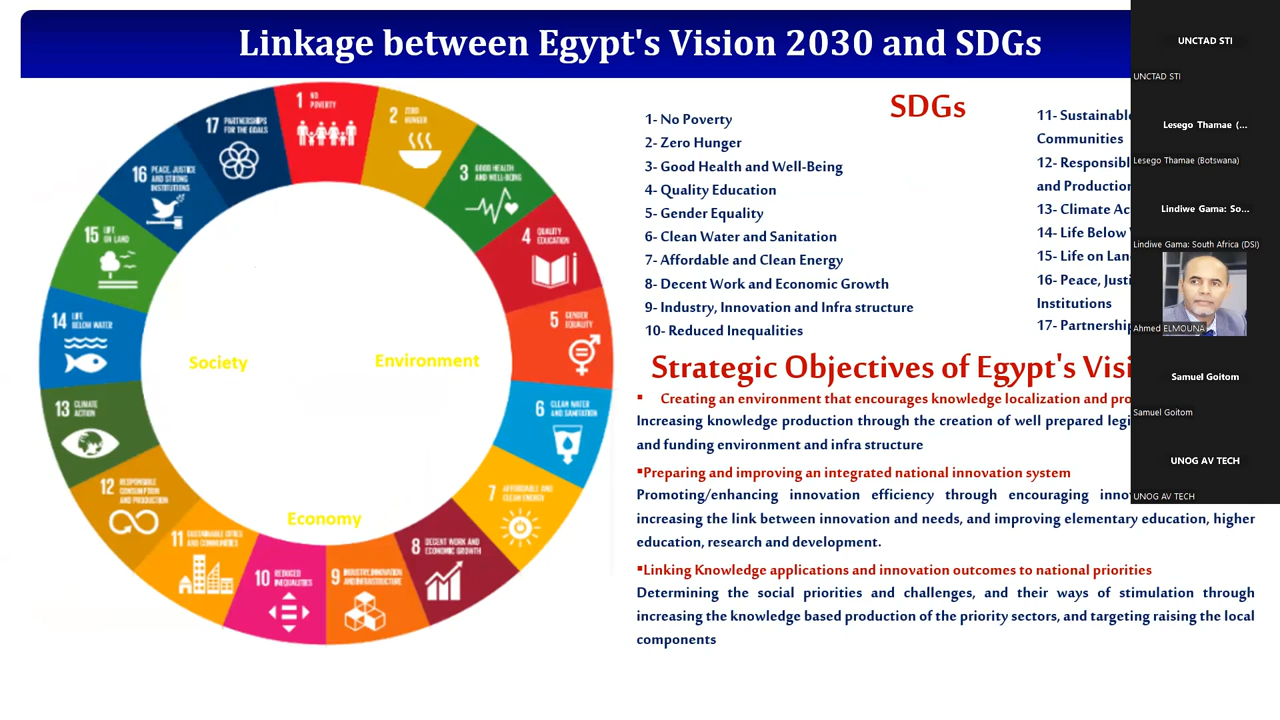 Linkage between Egypt's Vision 2030 and SDGs
1 NO
POVERTY
2 ZERO
HUNGER
3 GOOD HEALTH
AND WELL-BEING
4 QUALITY
EDUCATION
5 GENDER
EQUALITY
6 CLEAN WATER
AND SANITATION
7 AFFORDABLE AND
CLEAN ENERGY
8 DECENT WORK AND
ECONOMIC GROWTH
9 INDUSTRY, INNOVATION
AND INFRASTRUCTURE
10 REDUCED
INEQUALITIES
11 SUSTAINABLE CITIES
AND COMMUNITIES
12 RESPONSIBLE
CONSUMPTION
AND PRODUCTION
13 CLIMATE
ACTION
14 LIFE
BELOW WATER
15 LIFE
ON LAND
16 PEACE, JUSTICE
AND STRONG
INSTITUTIONS
17 PARTNERSHIPS
FOR THE GOALS
Society
Environment
Economy
SDGs
1- No Poverty
2- Zero Hunger
3- Good Health and Well-Being
4- Quality Education
5- Gender Equality
6- Clean Water and Sanitation
7- Affordable and Clean Energy
8- Decent Work and Economic Growth
9- Industry, Innovation and Infra structure
10- Reduced Inequalities
11- Sustainable
Communities
12- Responsibl
and Production
13- Climate Ac
14- Life Below
15- Life on Lan
16- Peace, Justi
Institutions
17- Partnership
Strategic Objectives of Egypt's Visi
▪ Creating an environment that encourages knowledge localization and pro
Increasing knowledge production through the creation of well prepared legi
and funding environment and infra structure
▪Preparing and improving an integrated national innovation system
Promoting/enhancing innovation efficiency through encouraging inno
increasing the link between innovation and needs, and improving elementary education, higher
education, research and development.
▪Linking Knowledge applications and innovation outcomes to national priorities
Determining the social priorities and challenges, and their ways of stimulation through
increasing the knowledge based production of the priority sectors, and targeting raising the local
components
UNCTAD STI
UNCTAD STI
Lesego Thamae (...
Lesego Thamae (Botswana)
Lindiwe Gama: So...
Lindiwe Gama: South Africa (DSI)
Ahmed ELMOUNA
Samuel Goitom
Samuel Goitom
UNOG AV TECH
UNOG AV TECH